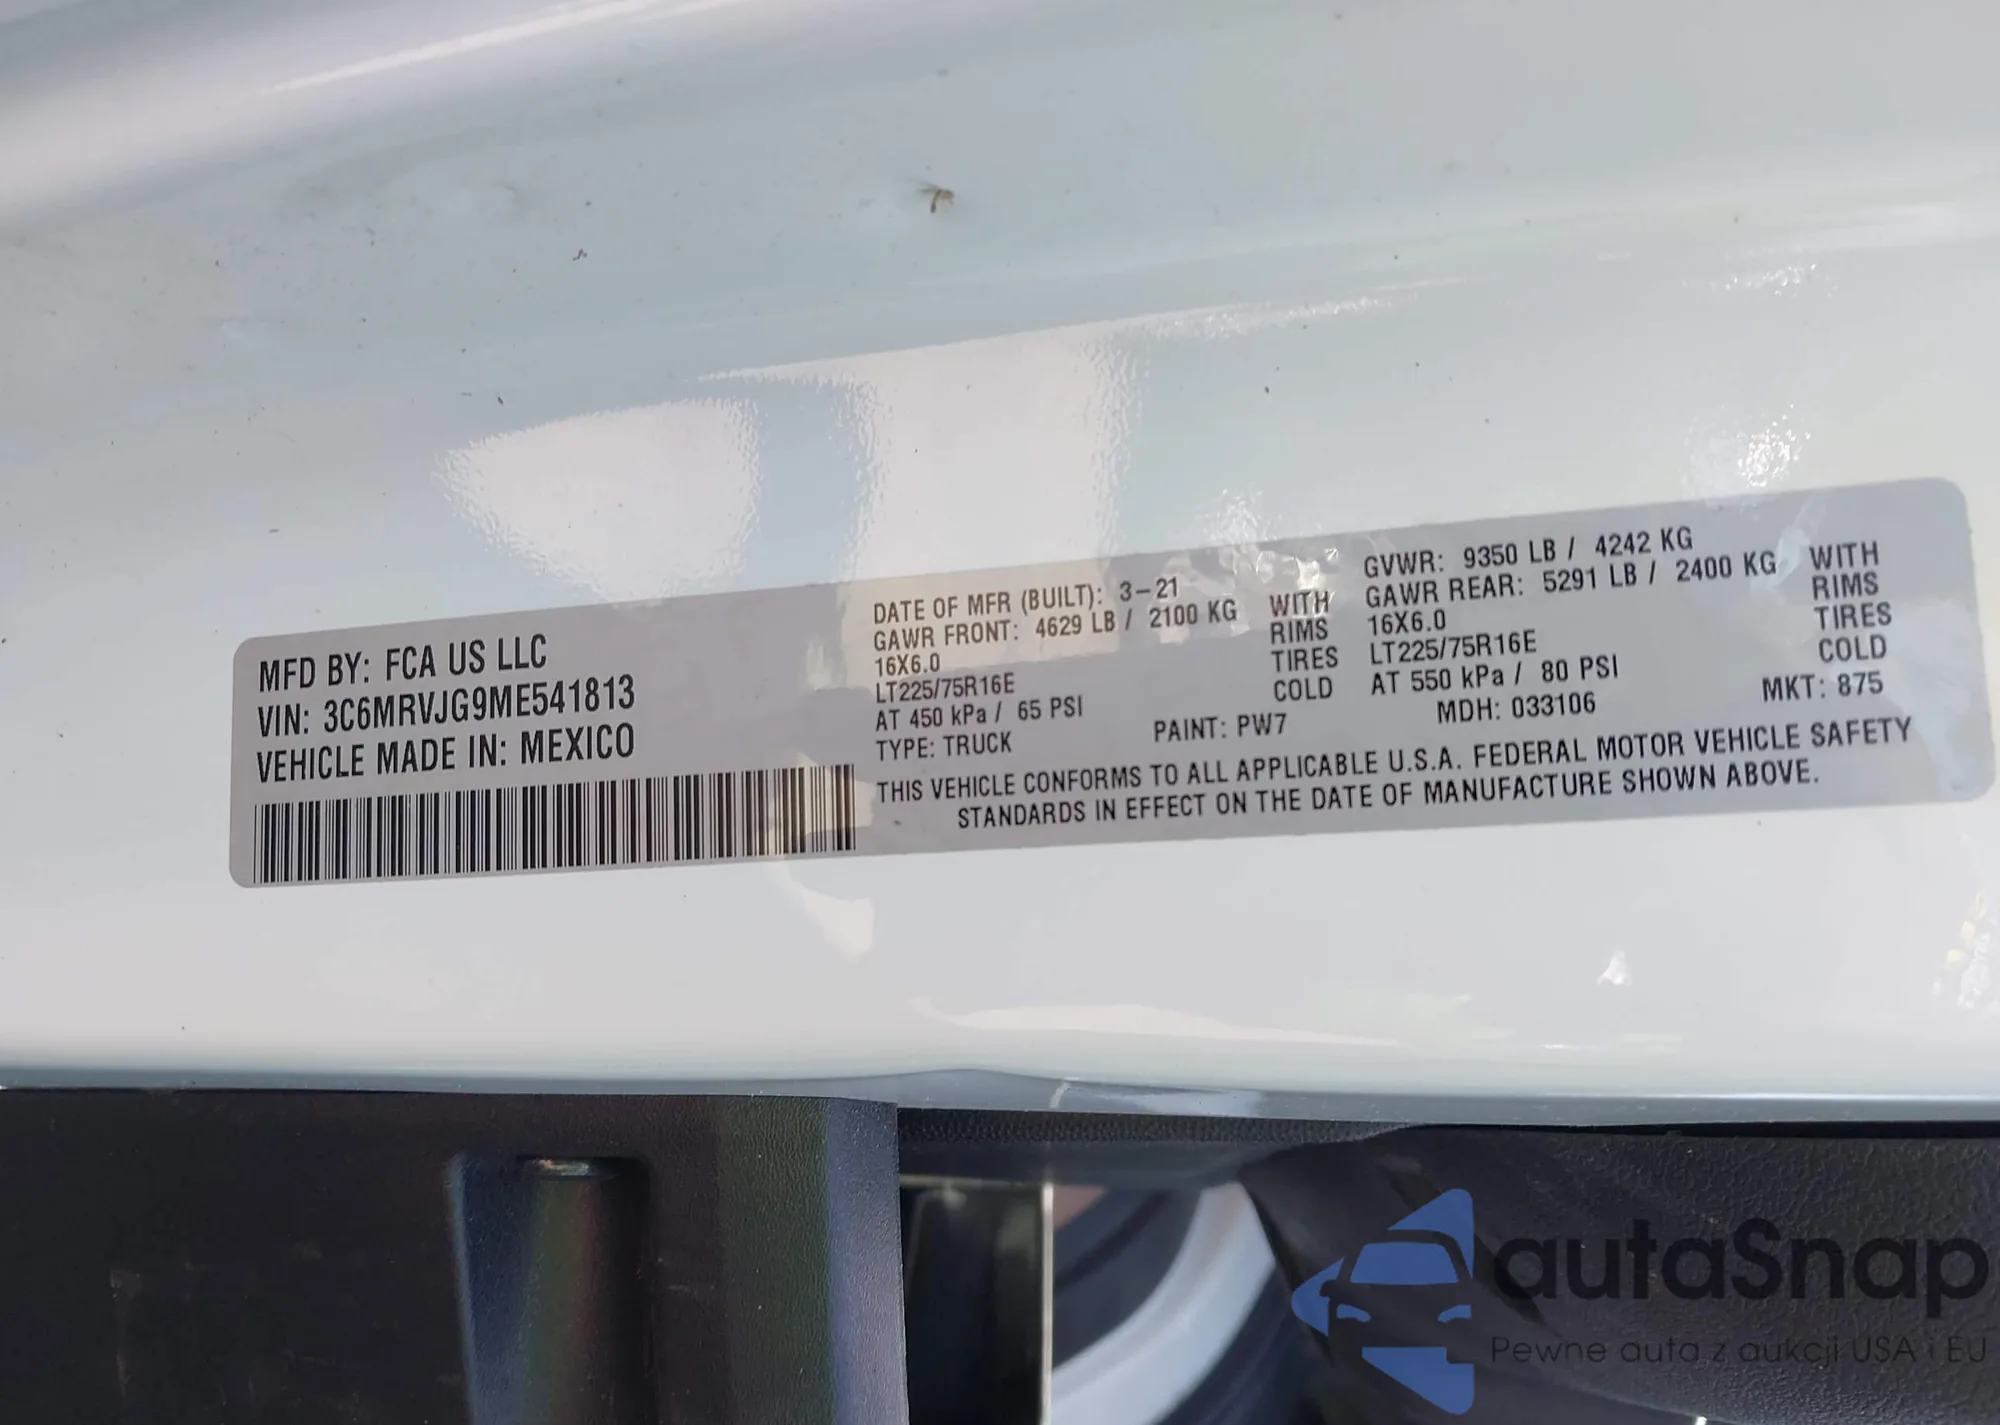 MFD BY: FCA US LLC
VIN: 3C6MRVJG9ME541813
VEHICLE MADE IN: MEXICO
DATE OF MFR (BUILT): 3-21
GAWR FRONT: 4629 LB / 2100 KG WITH
16X6.0 RIMS
LT225/75R16E TIRES
AT 450 kPa / 65 PSI COLD
TYPE: TRUCK PAINT: PW7
GVWR: 9350 LB / 4242 KG
GAWR REAR: 5291 LB / 2400 KG WITH
16X6.0 RIMS
LT225/75R16E TIRES
AT 550 kPa / 80 PSI COLD
MDH: 033106 MKT: 875
THIS VEHICLE CONFORMS TO ALL APPLICABLE U.S.A. FEDERAL MOTOR VEHICLE SAFETY
STANDARDS IN EFFECT ON THE DATE OF MANUFACTURE SHOWN ABOVE.
autaSnap
Pewne auta z aukcji USA i EU